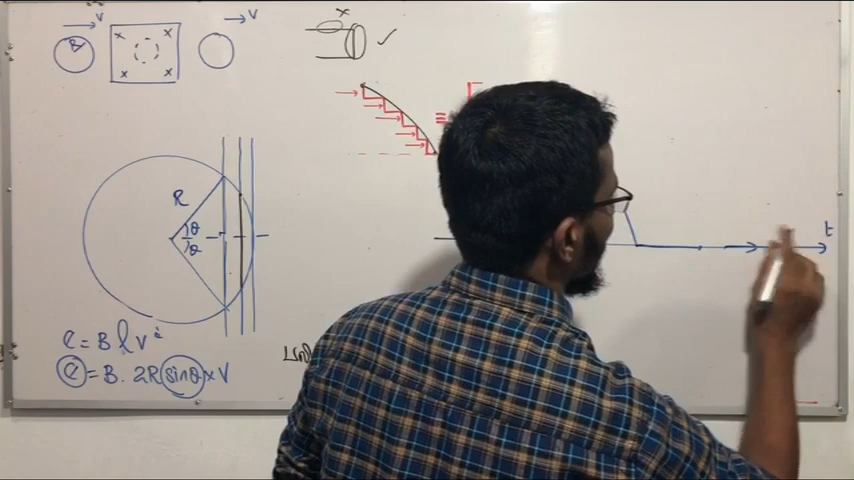 V
V
B
x x
x x
x
R
θ
θ
t
e = B l V
e = B. 2R sinθ x V